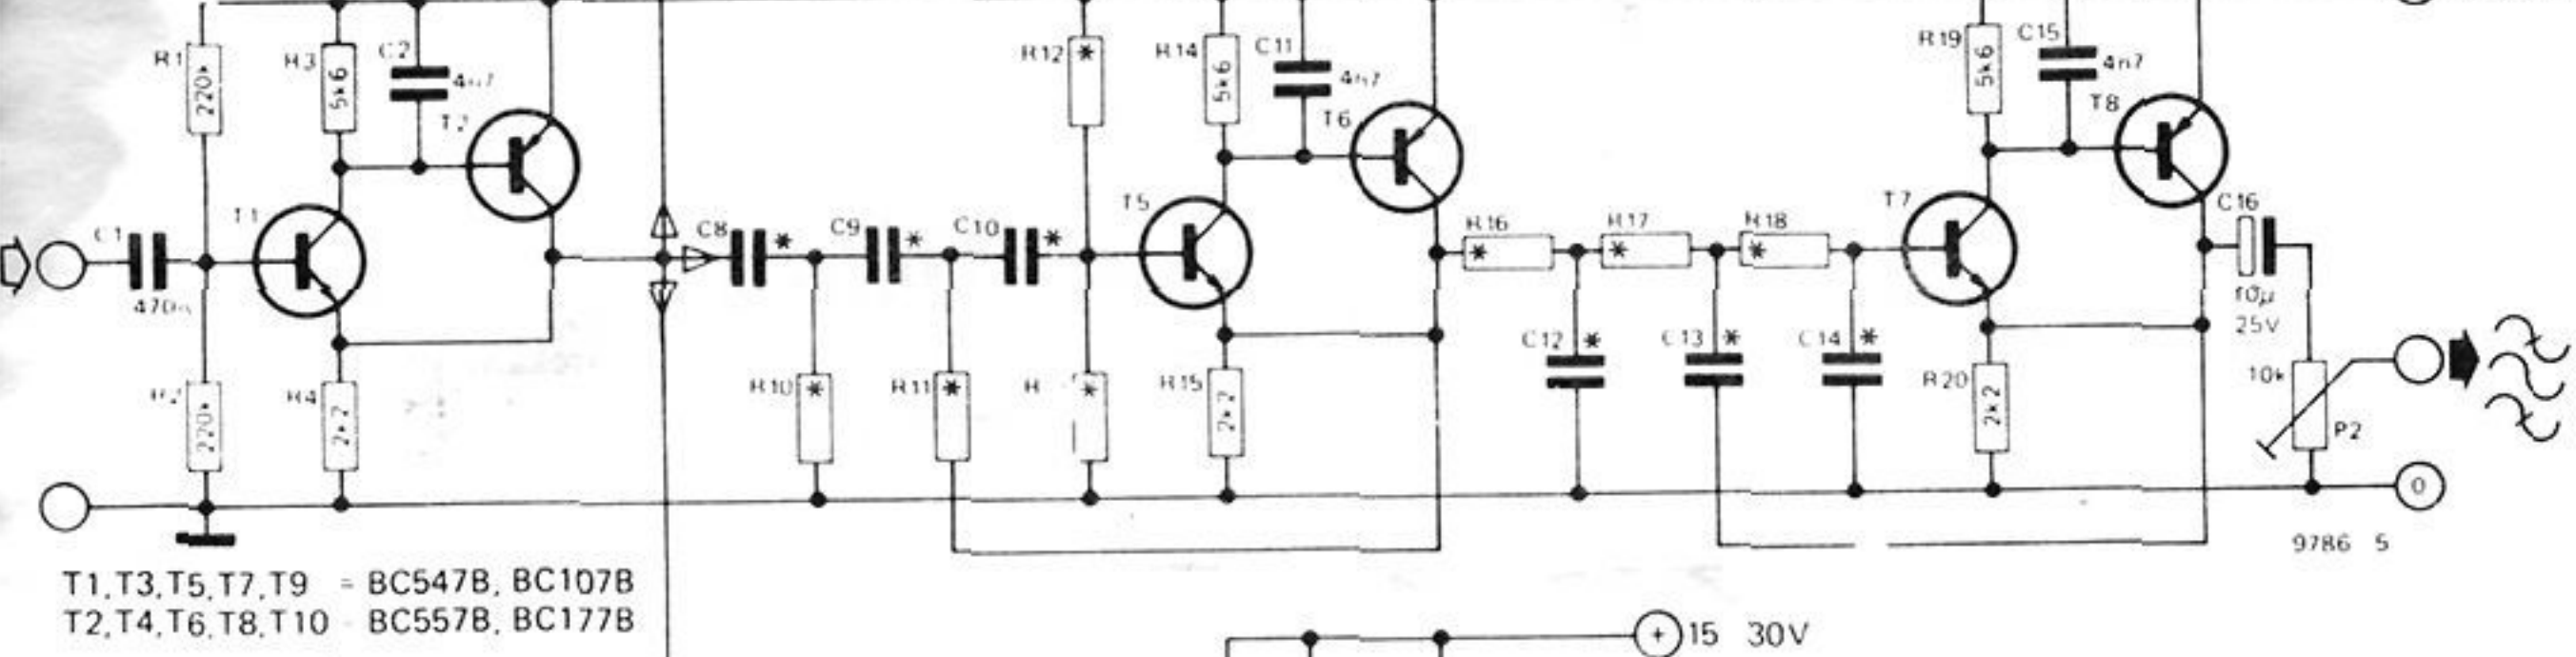 R1
220k
R3
5k6
C2
4n7
T2
T1
C1
470n
R2
220k
R4
2k2
C8 *
C9 *
C10 *
R12 *
R14
5k6
C11
4n7
T6
T5
R10 *
R11 *
R *
R15
2k2
R16 *
R17 *
R18 *
C12 *
C13 *
C14 *
R19
5k6
C15
4n7
T8
T7
C16
10µ
25V
R20
2k2
10k
P2
0
9786 5
T1,T3,T5,T7,T9 = BC547B, BC107B
T2,T4,T6,T8,T10 - BC557B, BC177B
+ 15 30V